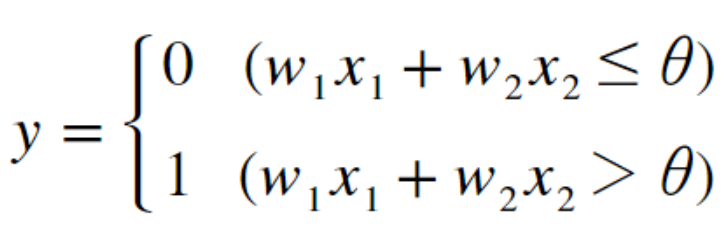 y = { 0 (w₁x₁ + w₂x₂ ≤ θ)
1 (w₁x₁ + w₂x₂ > θ)